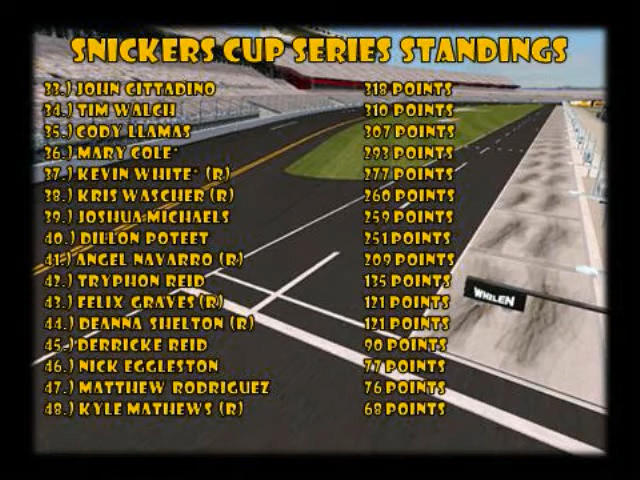 SNICKERS CUP SERIES STANDINGS
33.) JOHN CITTADINO 318 POINTS
34.) TIM WALCH 310 POINTS
35.) CODY LLAMAS 307 POINTS
36.) MARY COLE* 293 POINTS
37.) KEVIN WHITE* (R) 277 POINTS
38.) KRIS WASCHER (R) 260 POINTS
39.) JOSHUA MICHAELS 259 POINTS
40.) DILLON POTEET 251 POINTS
41.) ANGEL NAVARRO (R) 209 POINTS
42.) TRYPHON REID 135 POINTS
43.) FELIX GRAVES (R) 121 POINTS
44.) DEANNA SHELTON (R) 121 POINTS
45.) DERRICKE REID 90 POINTS
46.) NICK EGGLESTON 77 POINTS
47.) MATTHEW RODRIGUEZ 76 POINTS
48.) KYLE MATHEWS (R) 68 POINTS
WHELEN